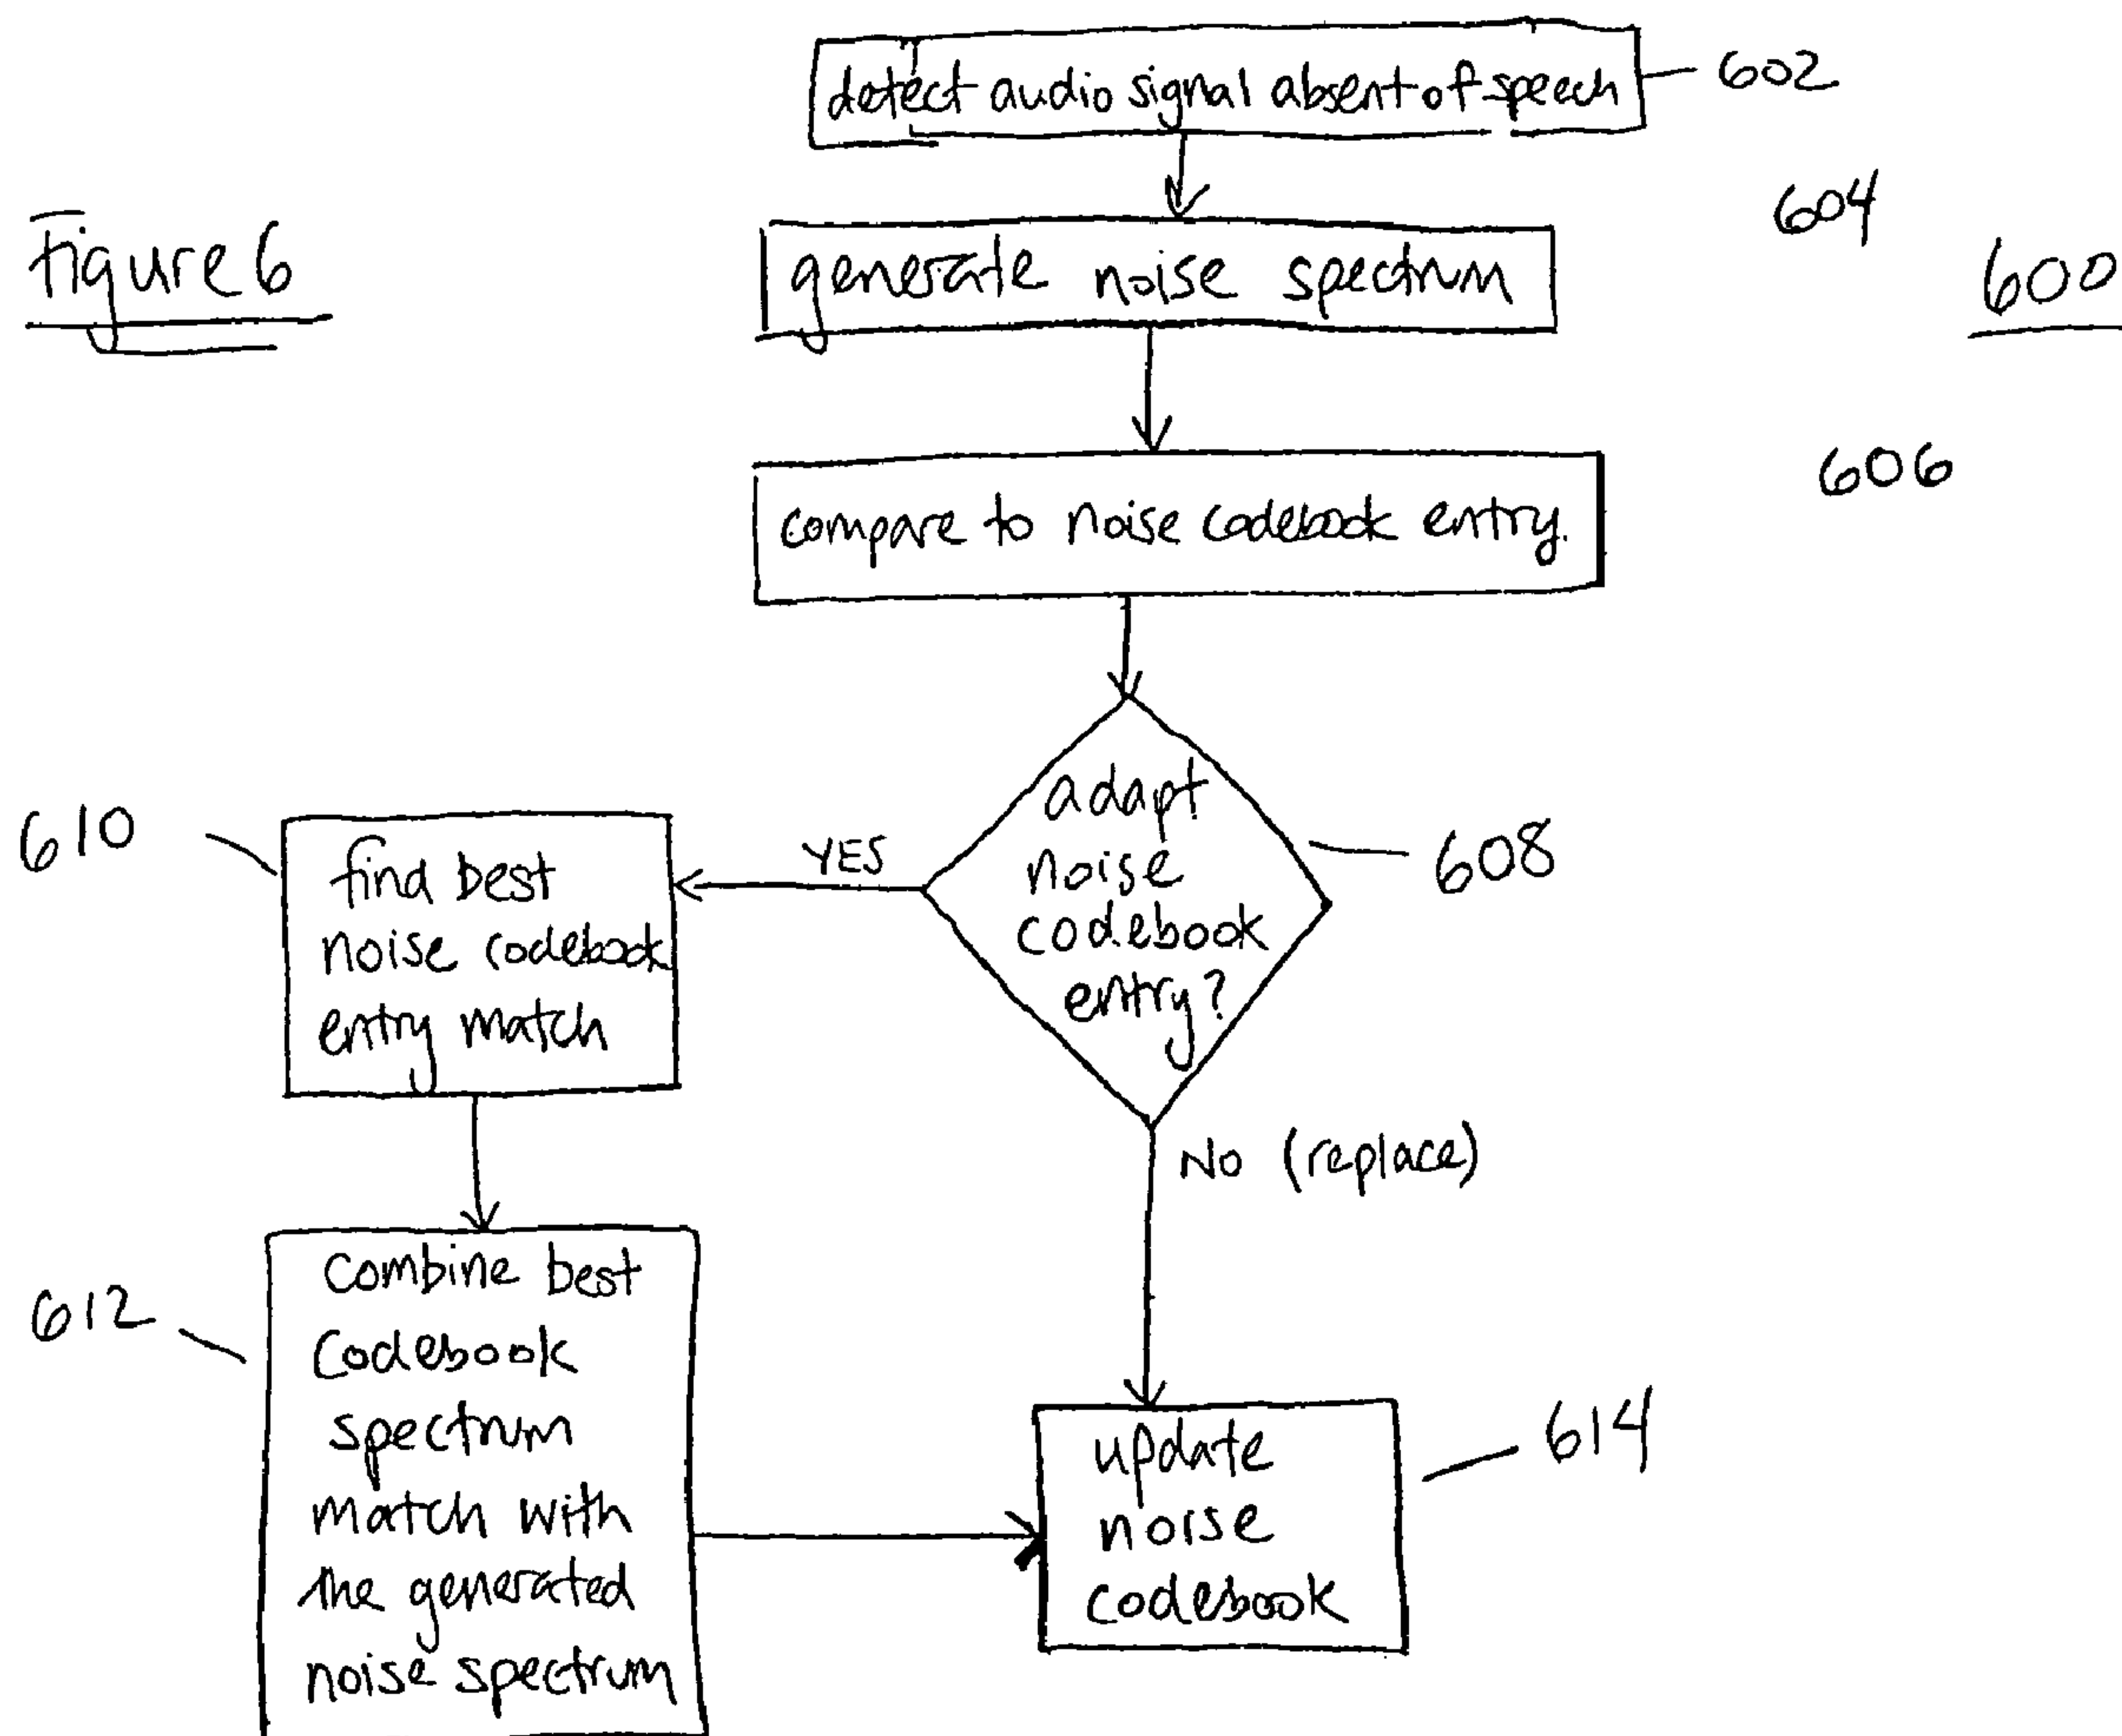 detect audio signal absent of speech
602
604
Figure 6
generate noise spectrum
600
606
compare to noise codebook entry.
adapt
noise
codebook
entry?
608
YES
610
find best
noise codebook
entry match
No (replace)
612
Combine best
Codebook
spectrum
match with
the generated
noise spectrum
update
noise
codebook
614